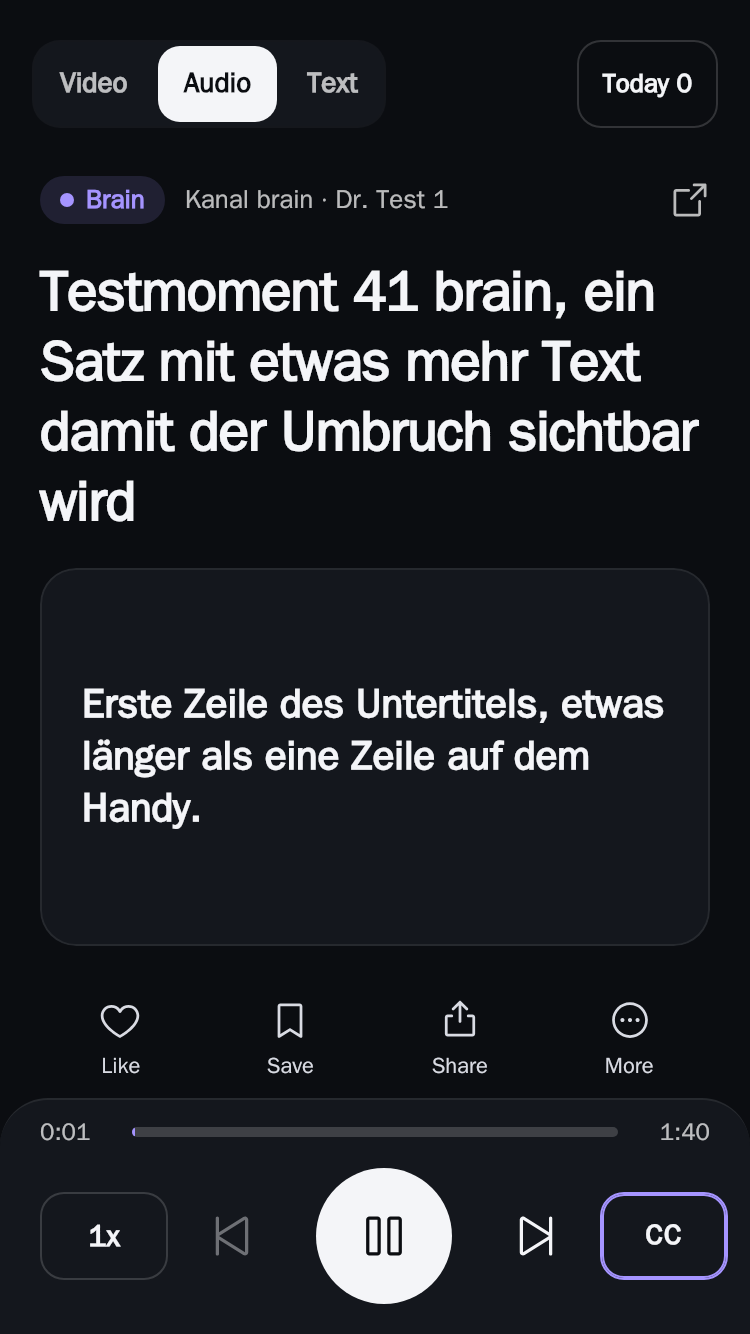 Video Audio Text Today 0
Brain Kanal brain · Dr. Test 1
Testmoment 41 brain, ein
Satz mit etwas mehr Text
damit der Umbruch sichtbar
wird
Erste Zeile des Untertitels, etwas
länger als eine Zeile auf dem
Handy.
Like Save Share More
0:01 1:40
1x CC